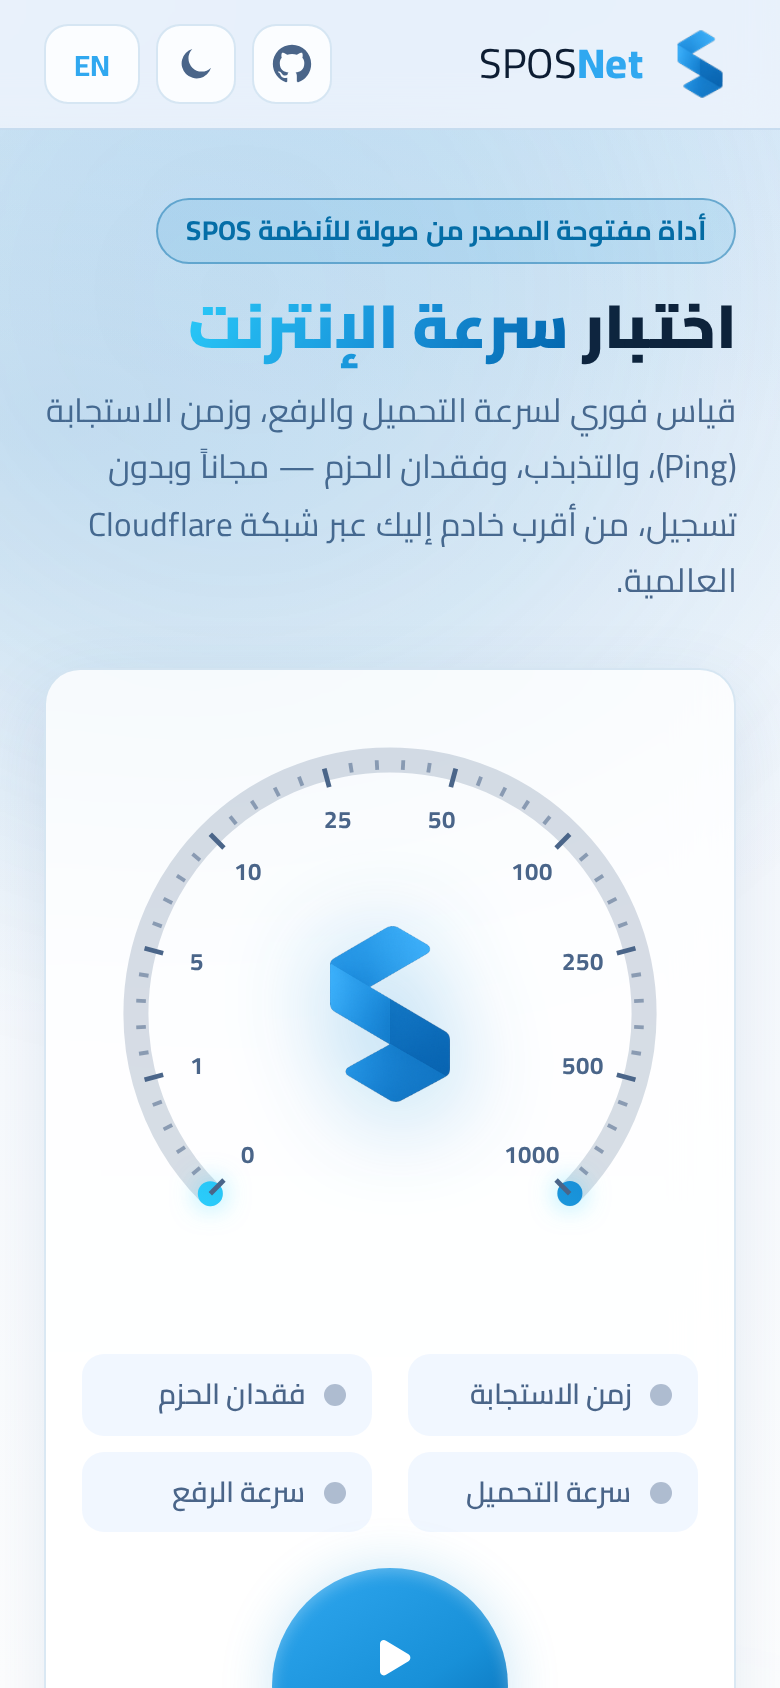 SPOSNet
EN
أداة مفتوحة المصدر من صولة للأنظمة SPOS
اختبار سرعة الإنترنت
قياس فوري لسرعة التحميل والرفع، وزمن الاستجابة
(Ping)، والتذبذب، وفقدان الحزم — مجاناً وبدون
تسجيل، من أقرب خادم إليك عبر شبكة Cloudflare
العالمية.
0
1
5
10
25
50
100
250
500
1000
زمن الاستجابة
فقدان الحزم
سرعة التحميل
سرعة الرفع